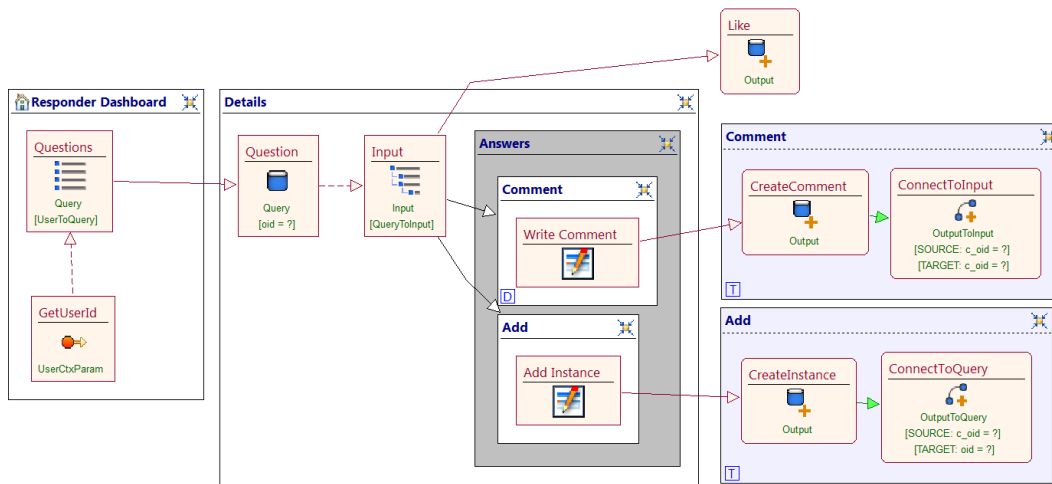 Like
Output
Responder Dashboard
Questions
Query
[UserToQuery]
GetUserId
UserCtxParam
Details
Question
Query
[oid = ?]
Input
Input
[QueryToInput]
Answers
Comment
Write Comment
D
Add
Add Instance
Comment
CreateComment
Output
ConnectToInput
OutputToInput
[SOURCE: c_oid = ?]
[TARGET: c_oid = ?]
T
Add
CreateInstance
Output
ConnectToQuery
OutputToQuery
[SOURCE: c_oid = ?]
[TARGET: oid = ?]
T